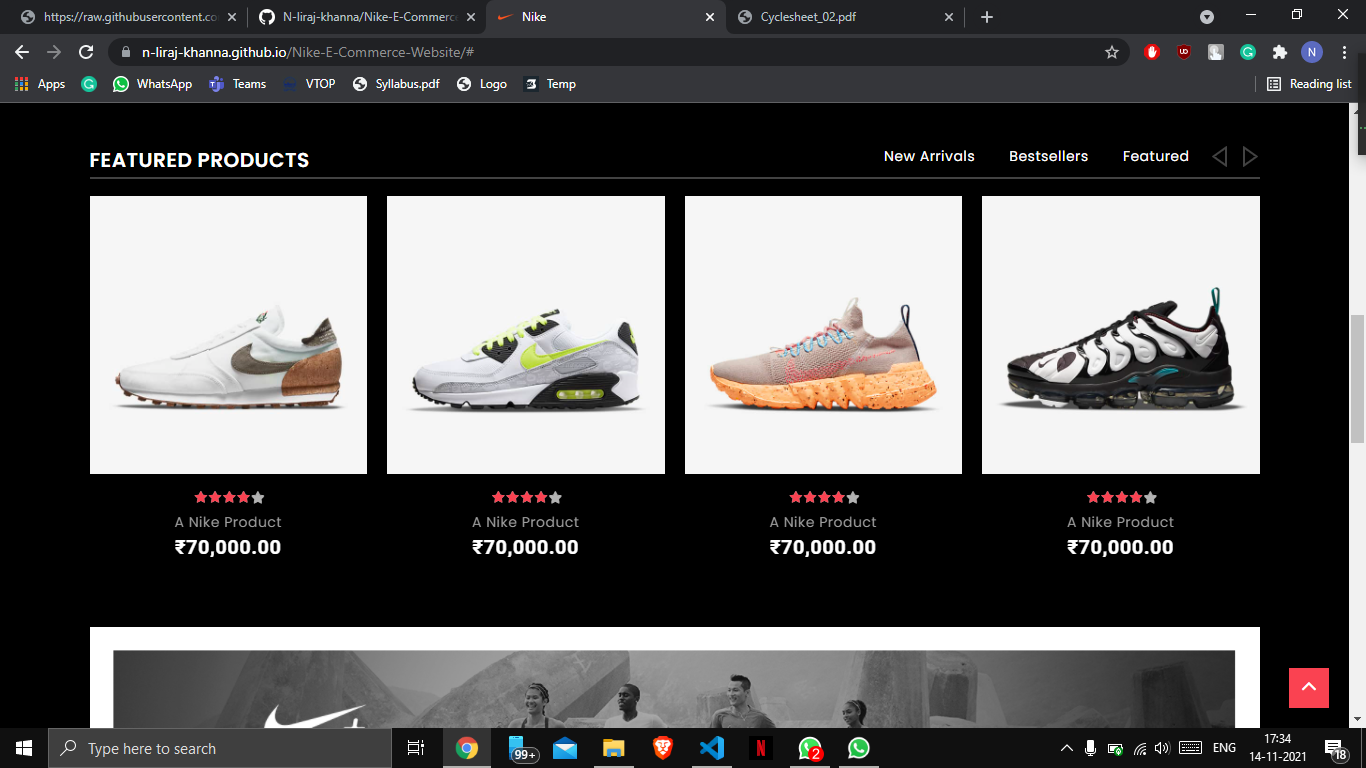 https://raw.githubusercontent.co
N-liraj-khanna/Nike-E-Commerce
Nike
Cyclesheet_02.pdf
n-liraj-khanna.github.io/Nike-E-Commerce-Website/#
N
Apps
WhatsApp
Teams
VTOP
Syllabus.pdf
Logo
Temp
Reading list
FEATURED PRODUCTS
New Arrivals
Bestsellers
Featured
A Nike Product
₹70,000.00
A Nike Product
₹70,000.00
A Nike Product
₹70,000.00
A Nike Product
₹70,000.00
Type here to search
99+
2
ENG
17:34
14-11-2021
18